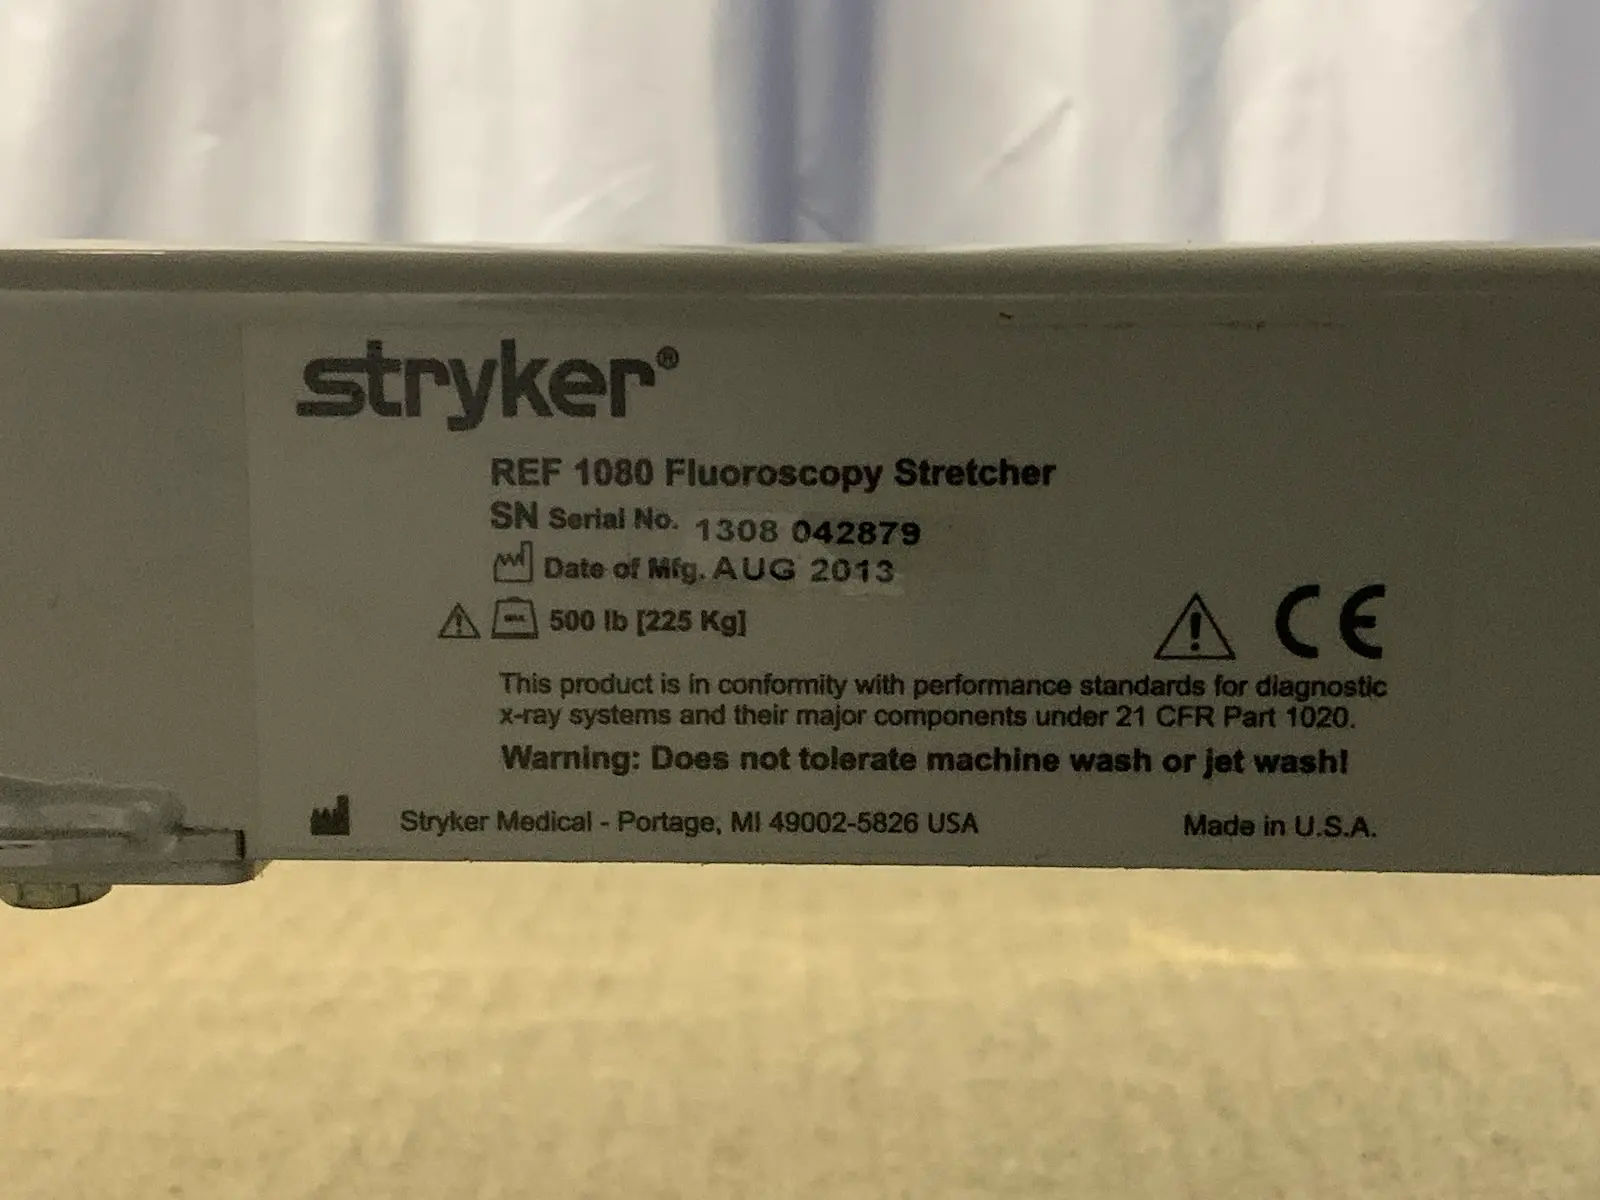 stryker®
REF 1080 Fluoroscopy Stretcher
SN Serial No. 1308 042879
Date of Mfg. AUG 2013
500 lb [225 Kg]
CE
This product is in conformity with performance standards for diagnostic
x-ray systems and their major components under 21 CFR Part 1020.
Warning: Does not tolerate machine wash or jet wash!
Stryker Medical - Portage, MI 49002-5826 USA Made in U.S.A.